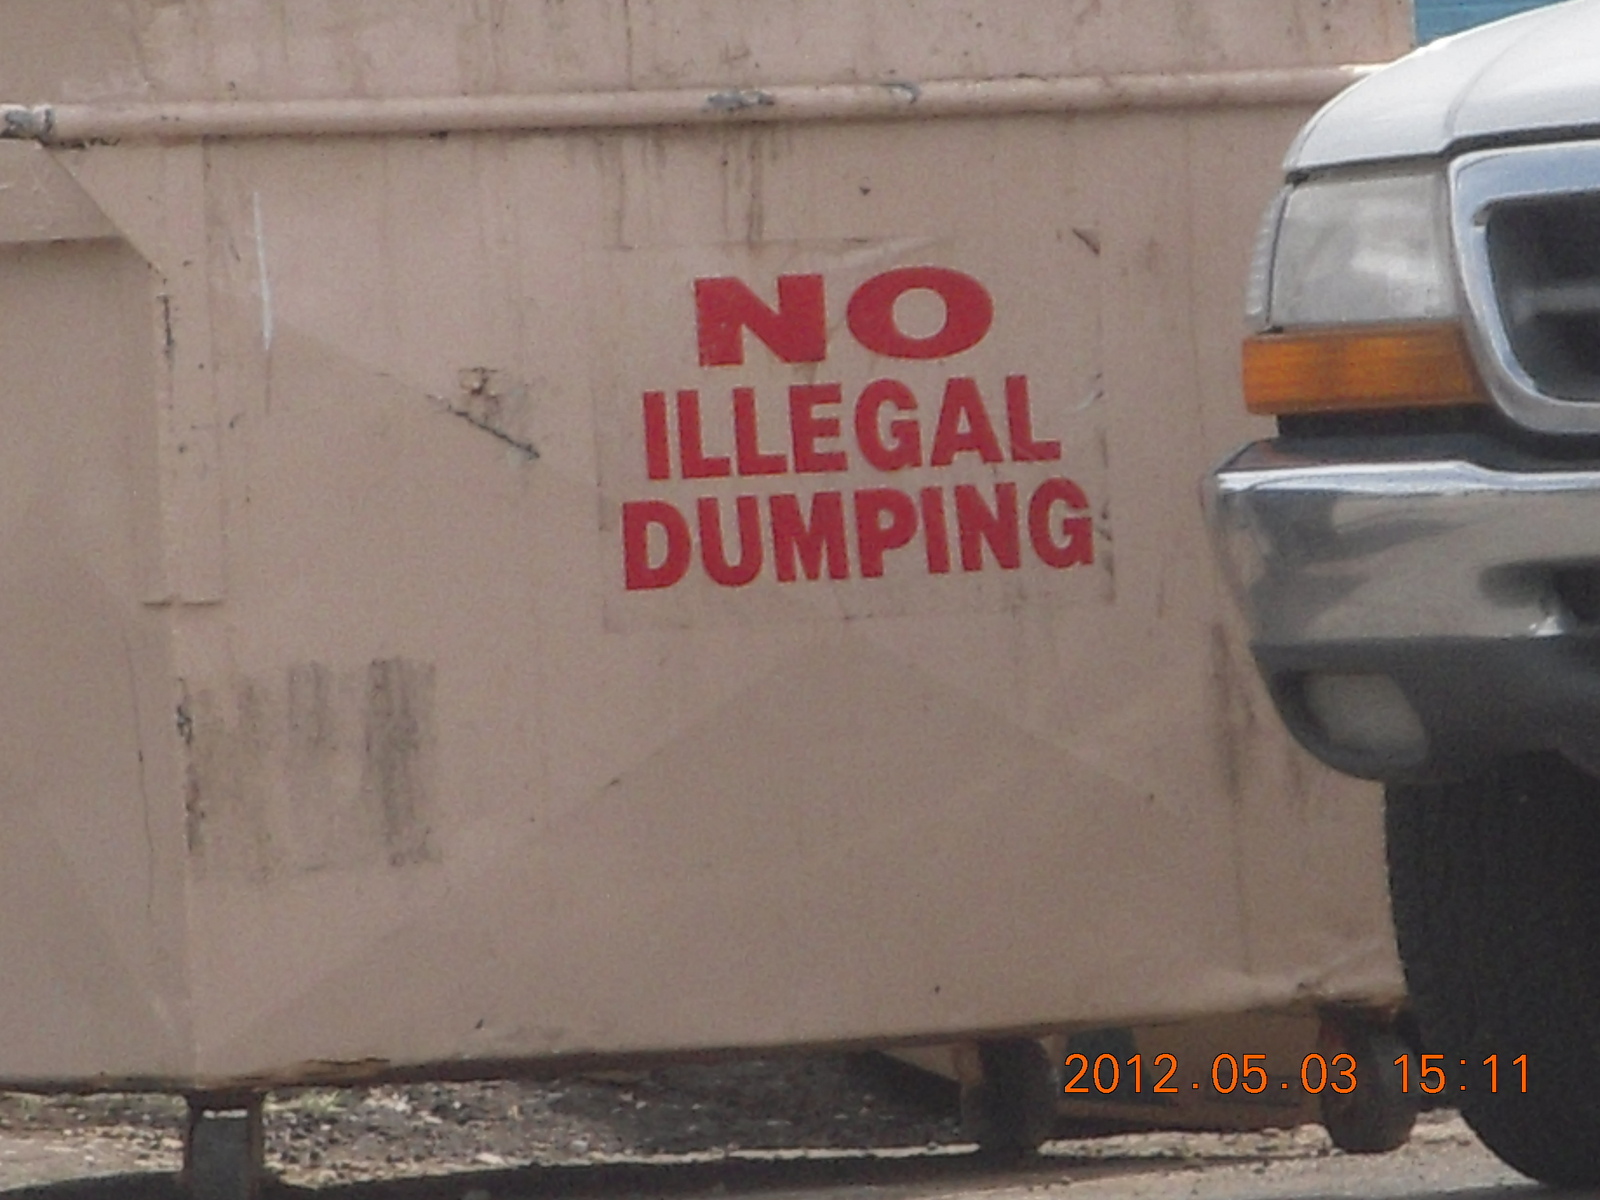 NO
ILLEGAL
DUMPING
2012.05.03 15:11